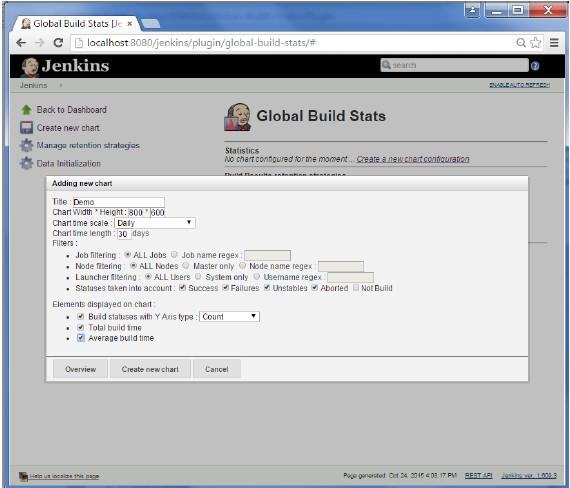 Global Build Stats [Je
localhost:8080/jenkins/plugin/global-build-stats/#
Jenkins
search
Jenkins
ENABLE AUTO REFRESH
Back to Dashboard
Create new chart
Manage retention strategies
Data Initialization
Global Build Stats
Statistics
No chart configured for the moment ... Create a new chart configuration
Build Results retention strategies
Adding new chart
Title : Demo
Chart Width * Height : 800 * 600
Chart time scale : Daily
Chart time length : 30 days
Filters :
Job filtering : ALL Jobs Job name regex :
Node filtering : ALL Nodes Master only Node name regex :
Launcher filtering : ALL Users System only Username regex :
Statuses taken into account : Success Failures Unstables Aborted Not Build
Elements displayed on chart :
Build statuses with Y Axis type : Count
Total build time
Average build time
Overview Create new chart Cancel
Help us localize this page
Page generated: Oct 24, 2015 4:03:17 PM REST API Jenkins ver. 1.609.3